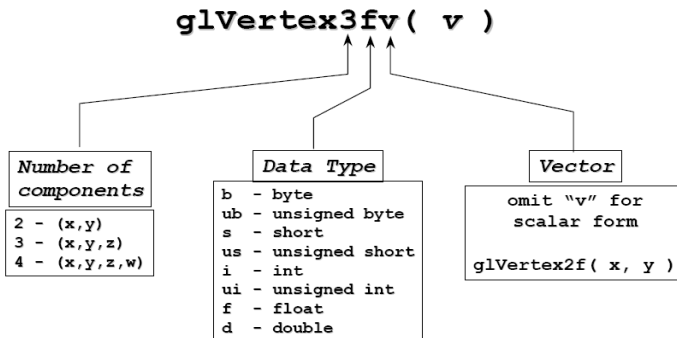 glVertex3fv( v )
Number of
components
2 - (x,y)
3 - (x,y,z)
4 - (x,y,z,w)
Data Type
b - byte
ub - unsigned byte
s - short
us - unsigned short
i - int
ui - unsigned int
f - float
d - double
Vector
omit “v” for
scalar form
glVertex2f( x, y )